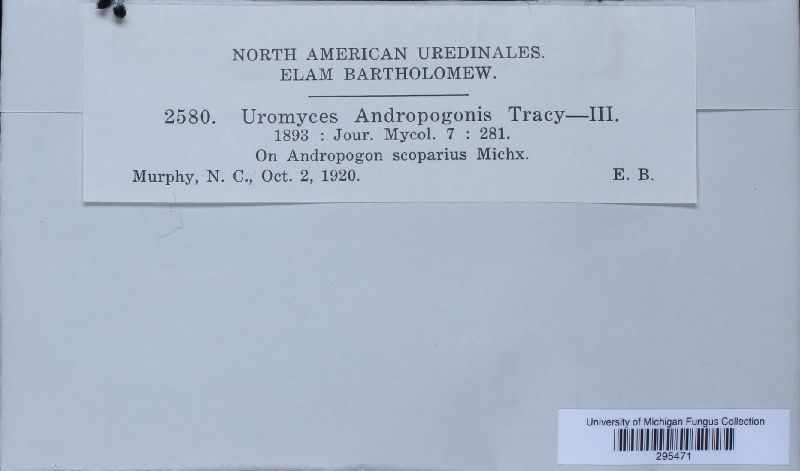 NORTH AMERICAN UREDINALES.
ELAM BARTHOLOMEW.
2580. Uromyces Andropogonis Tracy—III.
1893 : Jour. Mycol. 7 : 281.
On Andropogon scoparius Michx.
Murphy, N. C., Oct. 2, 1920. E. B.
University of Michigan Fungus Collection
295471